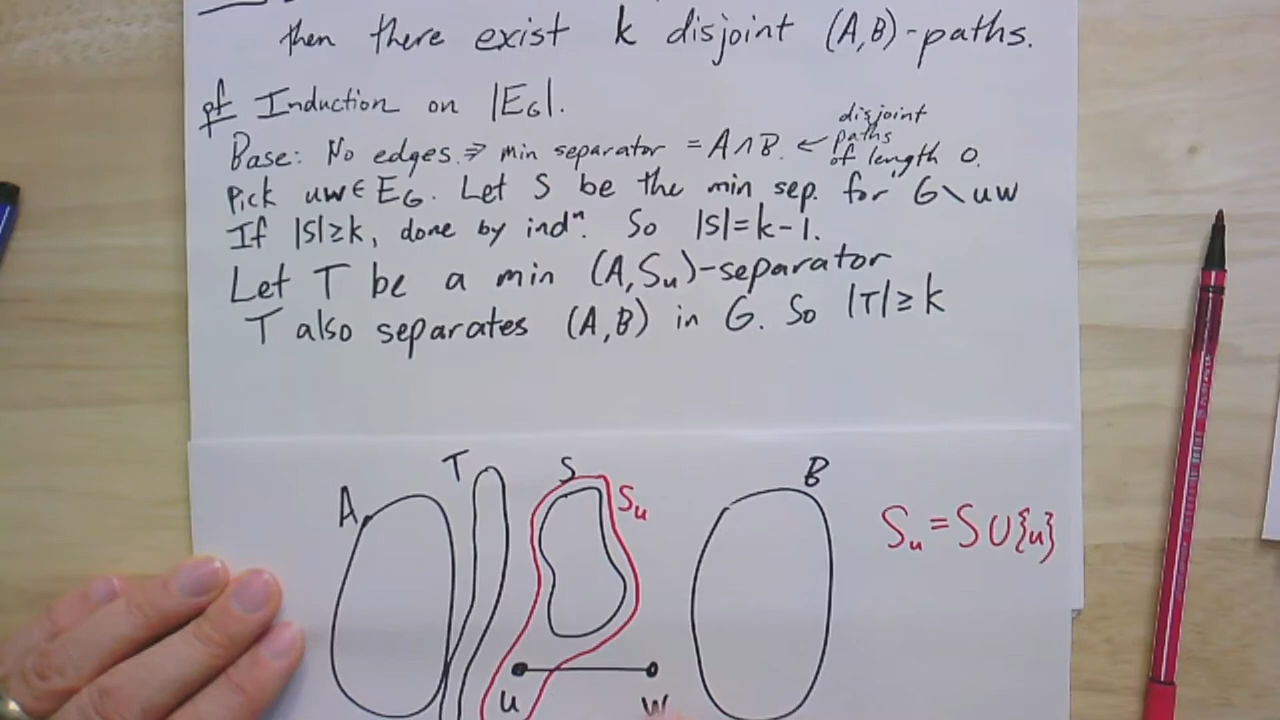 then there exist k disjoint (A,B)-paths.
pf Induction on |E_G|.
Base: No edges. ⇒ min separator = A∩B. ← disjoint paths of length 0.
Pick uw∈E_G. Let S be the min sep. for G\uw
If |S|≥k, done by indⁿ. So |S|=k-1.
Let T be a min (A,S_u)-separator
T also separates (A,B) in G. So |T|≥k
A T S S_u B
S_u = S∪{u}
u w